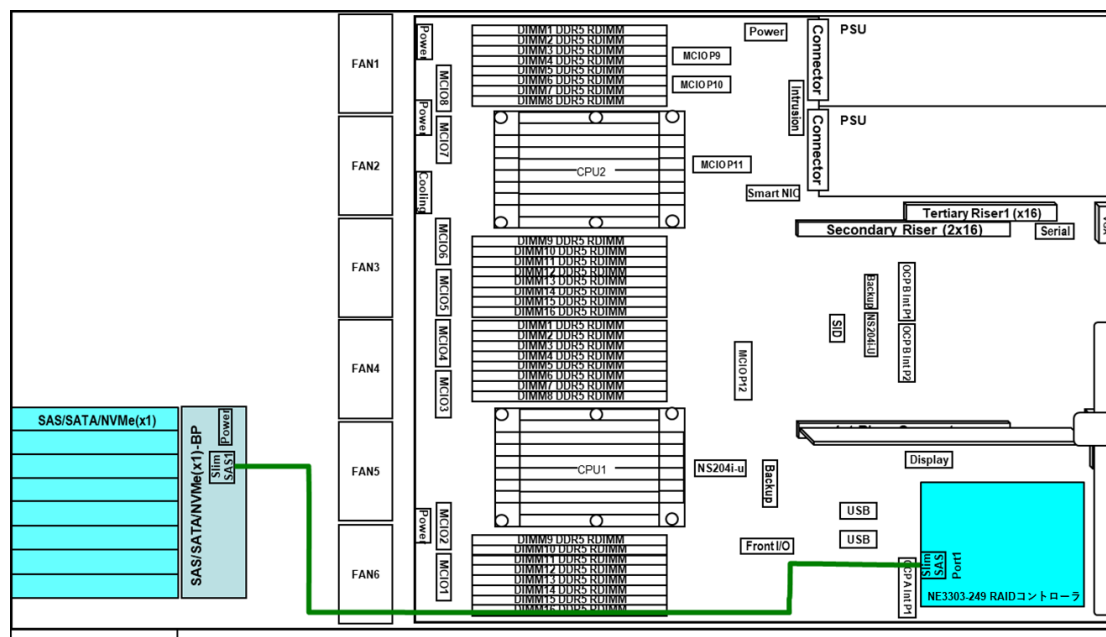 FAN1
FAN2
FAN3
FAN4
FAN5
FAN6
Power
MCIO8
Power
MCIO7
Cooling
MCIO6
MCIO5
MCIO4
MCIO3
Power
MCIO2
MCIO1
DIMM1 DDR5 RDIMM
DIMM2 DDR5 RDIMM
DIMM3 DDR5 RDIMM
DIMM4 DDR5 RDIMM
DIMM5 DDR5 RDIMM
DIMM6 DDR5 RDIMM
DIMM7 DDR5 RDIMM
DIMM8 DDR5 RDIMM
CPU2
DIMM9 DDR5 RDIMM
DIMM10 DDR5 RDIMM
DIMM11 DDR5 RDIMM
DIMM12 DDR5 RDIMM
DIMM13 DDR5 RDIMM
DIMM14 DDR5 RDIMM
DIMM15 DDR5 RDIMM
DIMM16 DDR5 RDIMM
DIMM1 DDR5 RDIMM
DIMM2 DDR5 RDIMM
DIMM3 DDR5 RDIMM
DIMM4 DDR5 RDIMM
DIMM5 DDR5 RDIMM
DIMM6 DDR5 RDIMM
DIMM7 DDR5 RDIMM
DIMM8 DDR5 RDIMM
CPU1
DIMM9 DDR5 RDIMM
DIMM10 DDR5 RDIMM
DIMM11 DDR5 RDIMM
DIMM12 DDR5 RDIMM
DIMM13 DDR5 RDIMM
DIMM14 DDR5 RDIMM
DIMM15 DDR5 RDIMM
DIMM16 DDR5 RDIMM
MCIO P9
MCIO P10
MCIO P11
MCIO P12
Power
Intrusion
Smart NIC
Connector
PSU
Connector
PSU
Tertiary Riser1 (x16)
Secondary Riser (2x16)
Serial
Backup
NS204i-U
SID
OCPB Int P1
OCPB Int P2
Display
NS204i-u
Backup
USB
USB
Front I/O
OCPA Int P1
Slim
SAS
Port1
NE3303-249 RAIDコントローラ
SAS/SATA/NVMe(x1)
SAS/SATA/NVMe(x1)-BP
Power
Slim
SAS1